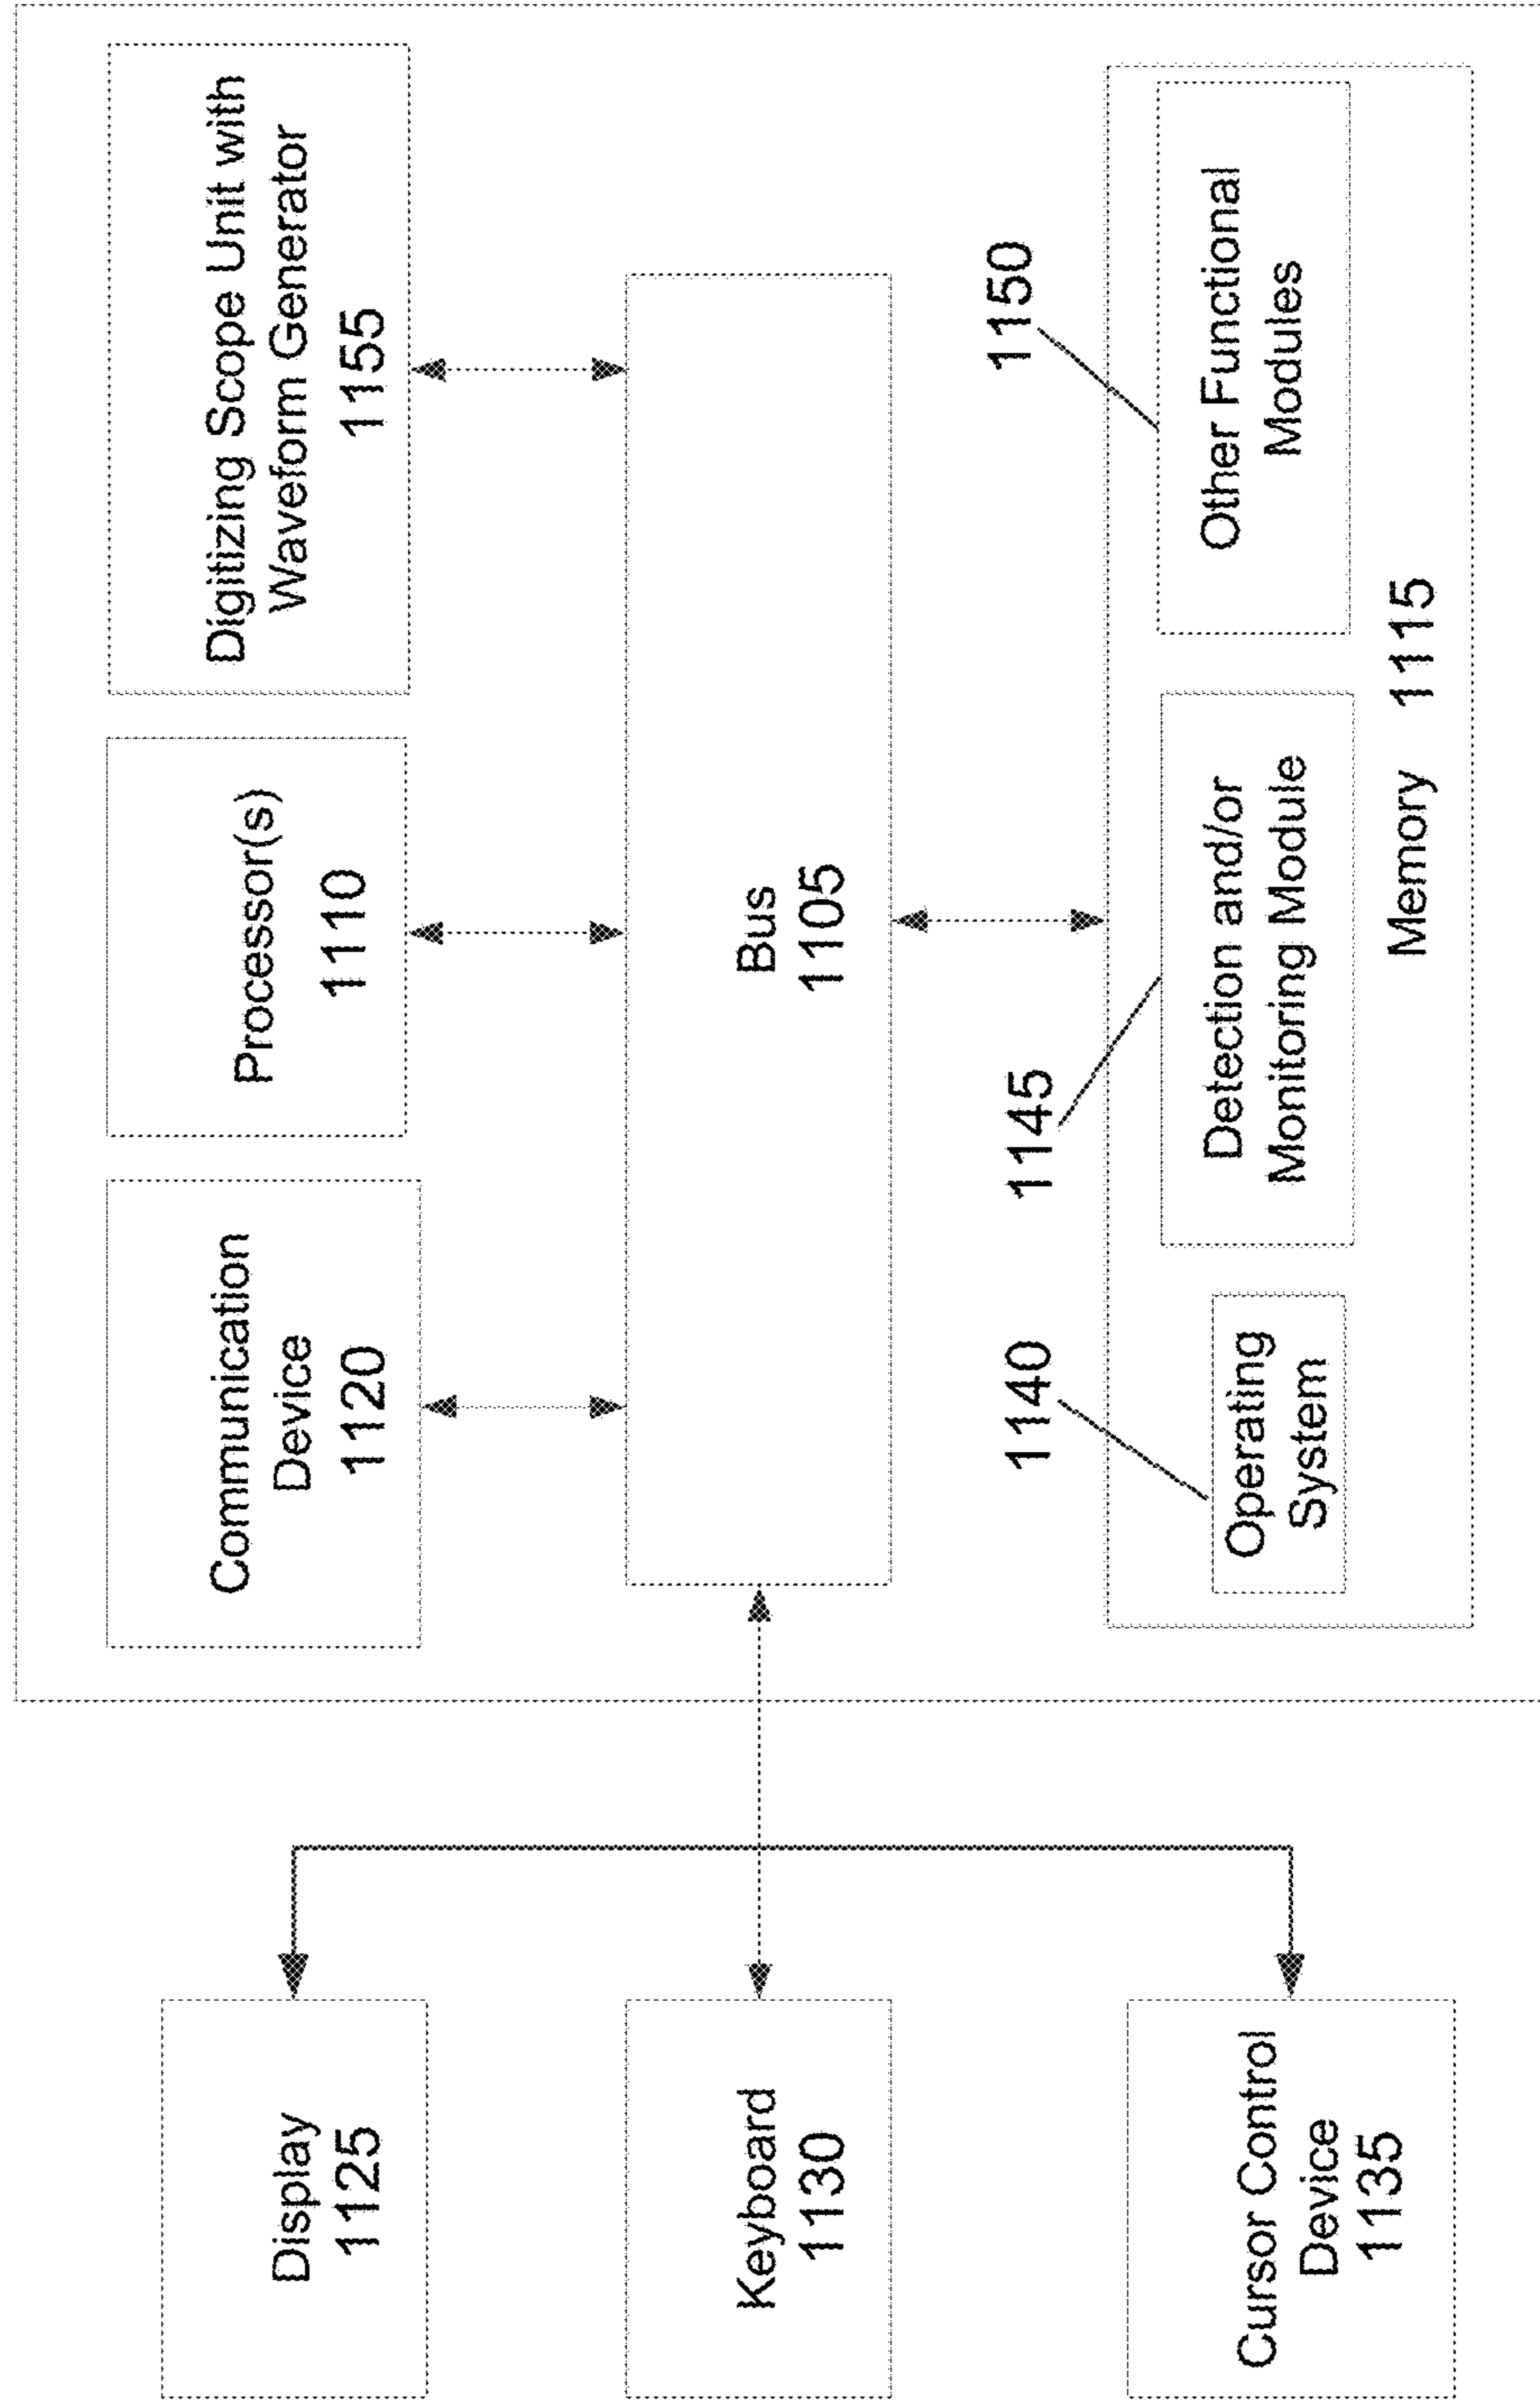 Display
1125
Keyboard
1130
Cursor Control
Device
1135
Communication
Device
1120
Processor(s)
1110
Digitizing Scope Unit with
Waveform Generator
1155
Bus
1105
1140
1145
1150
Operating
System
Detection and/or
Monitoring Module
Other Functional
Modules
Memory 1115